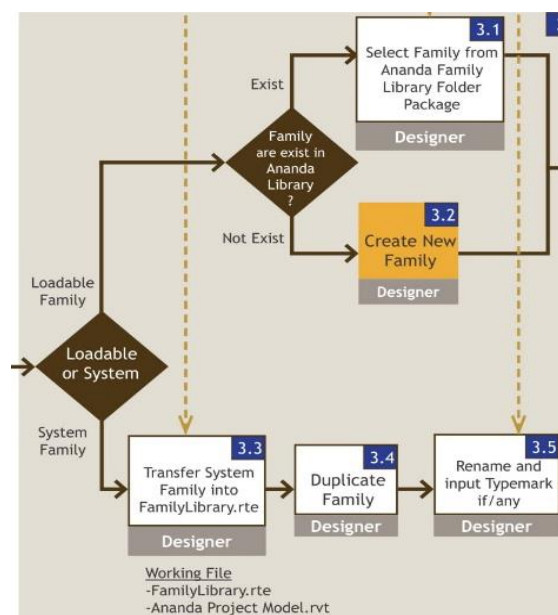 3.1
Select Family from
Ananda Family
Library Folder
Package
Designer
Exist
Family
are exist in
Ananda
Library
?
Not Exist
3.2
Create New
Family
Designer
Loadable
Family
Loadable
or System
System
Family
3.3
Transfer System
Family into
FamilyLibrary.rte
Designer
3.4
Duplicate
Family
Designer
3.5
Rename and
input Typemark
if/any
Designer
Working File
-FamilyLibrary.rte
-Ananda Project Model.rvt